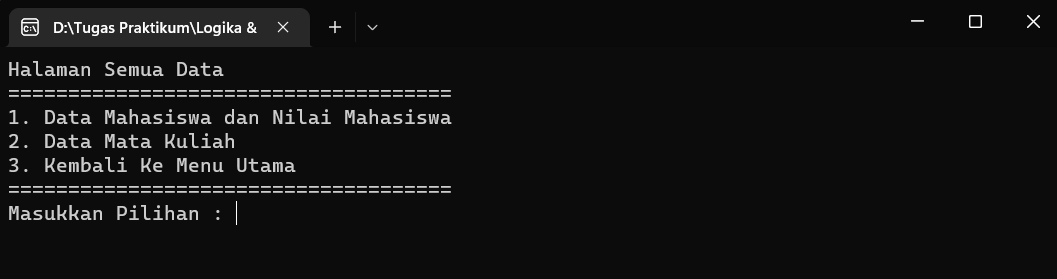 D:\Tugas Praktikum\Logika &
Halaman Semua Data
=====================================
1. Data Mahasiswa dan Nilai Mahasiswa
2. Data Mata Kuliah
3. Kembali Ke Menu Utama
=====================================
Masukkan Pilihan :